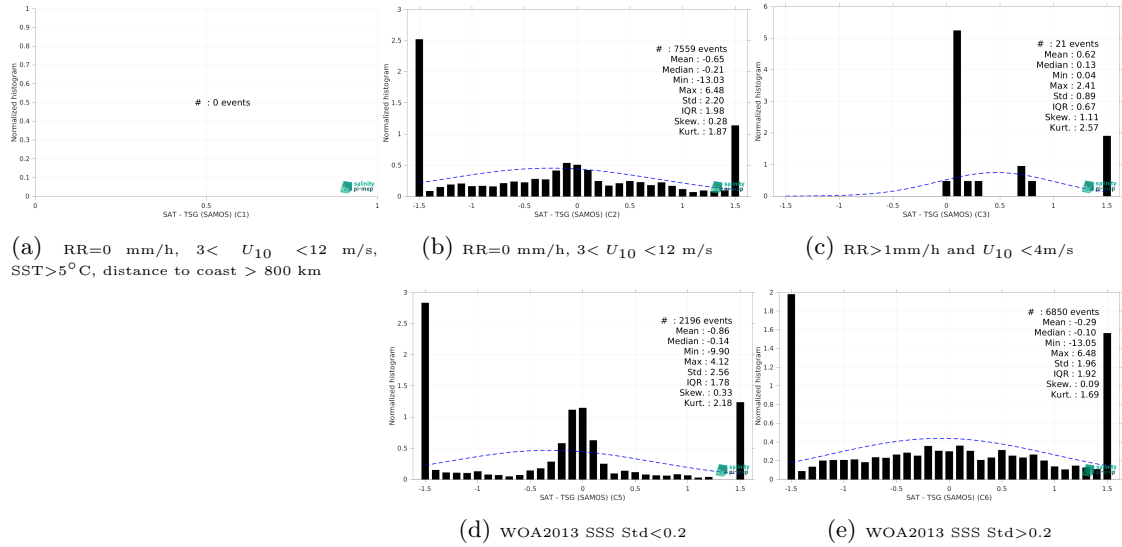 1
0.9
0.8
0.7
0.6
0.5
0.4
0.3
0.2
0.1
0
Normalized histogram
# : 0 events
salinity
pi-mep
0
0.5
1
SAT - TSG (SAMOS) (C1)
(a) RR=0 mm/h, 3< U10 <12 m/s,
SST>5°C, distance to coast > 800 km
3
2.5
2
1.5
1
0.5
0
Normalized histogram
# : 7559 events
Mean : -0.65
Median : -0.21
Min : -13.03
Max : 6.48
Std : 2.20
IQR : 1.98
Skew. : 0.28
Kurt. : 1.87
salinity
pi-mep
-1.5
-1
-0.5
0
0.5
1
1.5
SAT - TSG (SAMOS) (C2)
(b) RR=0 mm/h, 3< U10 <12 m/s
6
5
4
3
2
1
0
Normalized histogram
# : 21 events
Mean : 0.62
Median : 0.13
Min : 0.04
Max : 2.41
Std : 0.89
IQR : 0.67
Skew. : 1.11
Kurt. : 2.57
salinity
pi-mep
-1.5
-1
-0.5
0
0.5
1
1.5
SAT - TSG (SAMOS) (C3)
(c) RR>1mm/h and U10 <4m/s
3
2.5
2
1.5
1
0.5
0
Normalized histogram
# : 2196 events
Mean : -0.86
Median : -0.14
Min : -9.90
Max : 4.12
Std : 2.56
IQR : 1.78
Skew. : 0.33
Kurt. : 2.18
salinity
pi-mep
-1.5
-1
-0.5
0
0.5
1
1.5
SAT - TSG (SAMOS) (C5)
(d) WOA2013 SSS Std<0.2
2
1.8
1.6
1.4
1.2
1
0.8
0.6
0.4
0.2
0
Normalized histogram
# : 6850 events
Mean : -0.29
Median : -0.10
Min : -13.05
Max : 6.48
Std : 1.96
IQR : 1.92
Skew. : 0.09
Kurt. : 1.69
salinity
pi-mep
-1.5
-1
-0.5
0
0.5
1
1.5
SAT - TSG (SAMOS) (C6)
(e) WOA2013 SSS Std>0.2